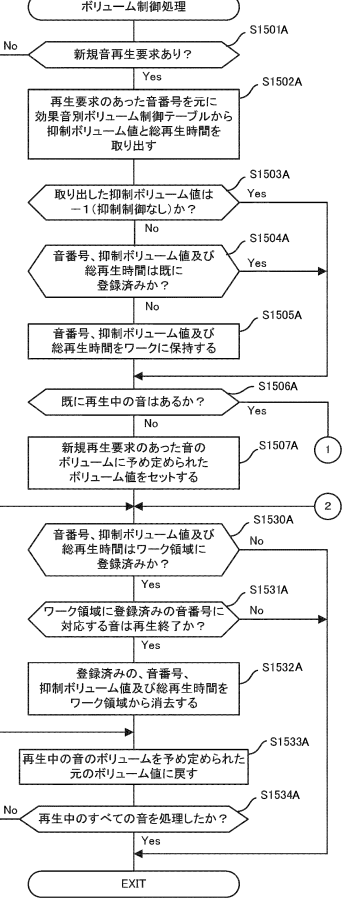 ボリューム制御処理
S1501A
No
新規音再生要求あり？
Yes
S1502A
再生要求のあった音番号を元に
効果音別ボリューム制御テーブルから
抑制ボリューム値と総再生時間を
取り出す
S1503A
取り出した抑制ボリューム値は
－1（抑制制御なし）か？
Yes
No
S1504A
音番号、抑制ボリューム値及び
総再生時間は既に
登録済みか？
Yes
No
S1505A
音番号、抑制ボリューム値及び
総再生時間をワークに保持する
S1506A
既に再生中の音はあるか？
Yes
No
1
S1507A
新規再生要求のあった音の
ボリュームに予め定められた
ボリューム値をセットする
2
S1530A
音番号、抑制ボリューム値及び
総再生時間はワーク領域に
登録済みか？
No
Yes
S1531A
ワーク領域に登録済みの音番号に
対応する音は再生終了か？
No
Yes
S1532A
登録済みの、音番号、
抑制ボリューム値及び総再生時間を
ワーク領域から消去する
S1533A
再生中の音のボリュームを予め定められた
元のボリューム値に戻す
S1534A
No
再生中のすべての音を処理したか？
Yes
EXIT